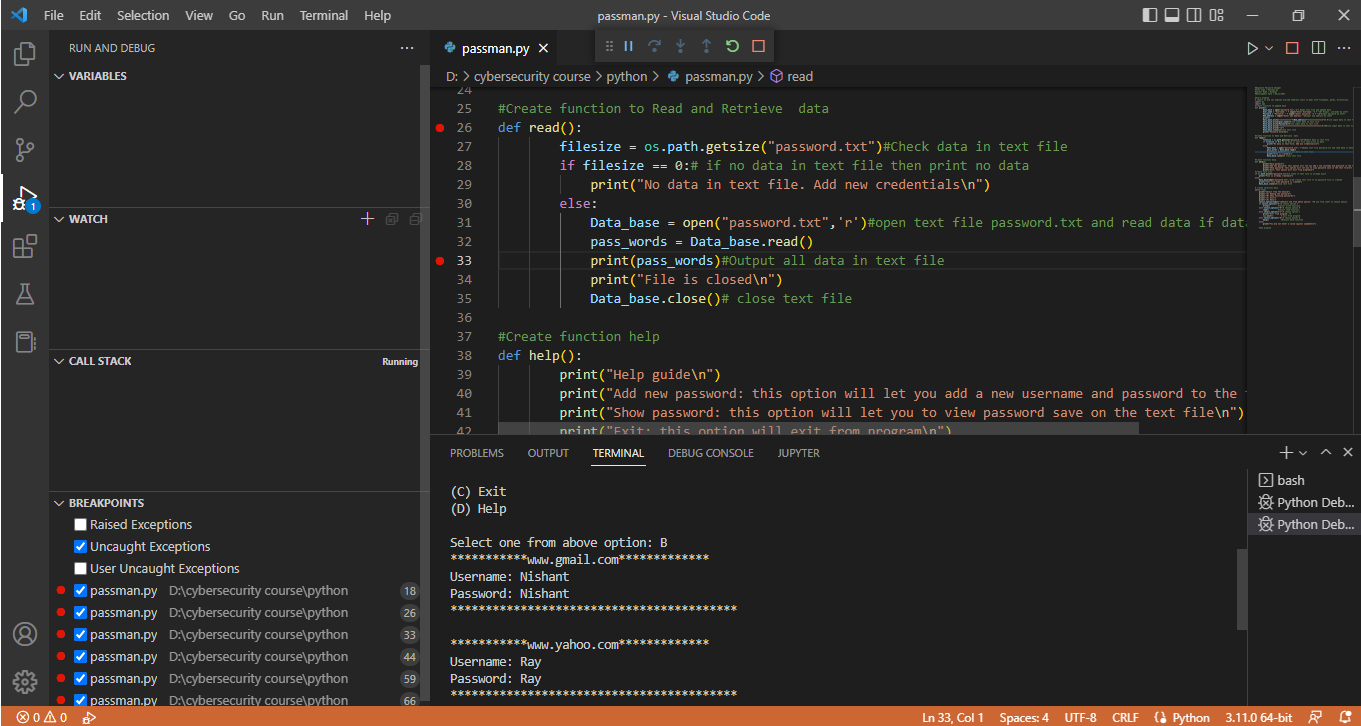 File Edit Selection View Go Run Terminal Help
passman.py - Visual Studio Code
RUN AND DEBUG
VARIABLES
WATCH
CALL STACK
Running
BREAKPOINTS
Raised Exceptions
Uncaught Exceptions
User Uncaught Exceptions
passman.py D:\cybersecurity course\python 18
passman.py D:\cybersecurity course\python 26
passman.py D:\cybersecurity course\python 33
passman.py D:\cybersecurity course\python 44
passman.py D:\cybersecurity course\python 59
passman.py D:\cybersecurity course\python 66
1
passman.py
D: > cybersecurity course > python > passman.py > read
24
25 #Create function to Read and Retrieve  data
26 def read():
27 filesize = os.path.getsize("password.txt")#Check data in text file
28 if filesize == 0:# if no data in text file then print no data
29 print("No data in text file. Add new credentials\n")
30 else:
31 Data_base = open("password.txt",'r')#open text file password.txt and read data if dat
32 pass_words = Data_base.read()
33 print(pass_words)#Output all data in text file
34 print("File is closed\n")
35 Data_base.close()# close text file
36
37 #Create function help
38 def help():
39 print("Help guide\n")
40 print("Add new password: this option will let you add a new username and password to the
41 print("Show password: this option will let you to view password save on the text file\n")
42 print("Exit: this option will exit from program\n")
PROBLEMS OUTPUT TERMINAL DEBUG CONSOLE JUPYTER
(C) Exit
(D) Help
Select one from above option: B
***********www.gmail.com*************
Username: Nishant
Password: Nishant
*****************************************
***********www.yahoo.com*************
Username: Ray
Password: Ray
*****************************************
bash
Python Deb...
Python Deb...
0 0
Ln 33, Col 1 Spaces: 4 UTF-8 CRLF Python 3.11.0 64-bit